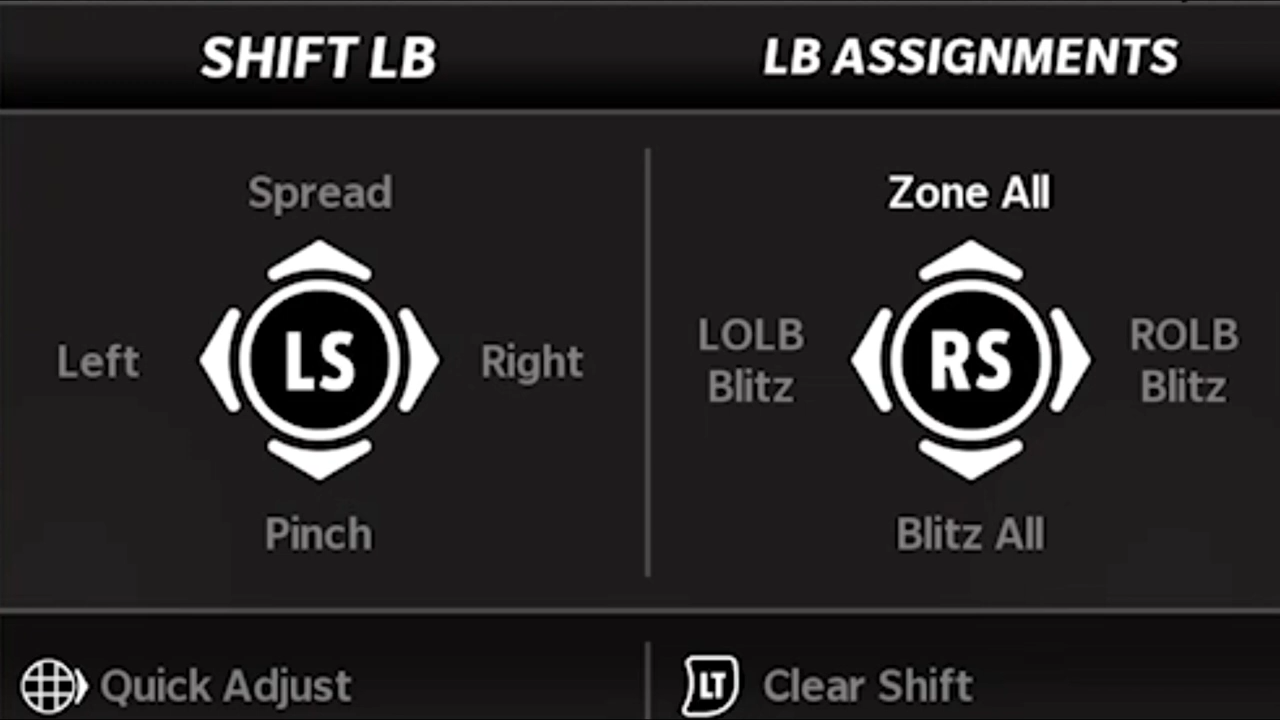 SHIFT LB
LB ASSIGNMENTS
Spread
Left
LS
Right
Pinch
Zone All
LOLB
Blitz
RS
ROLB
Blitz
Blitz All
Quick Adjust
LT
Clear Shift